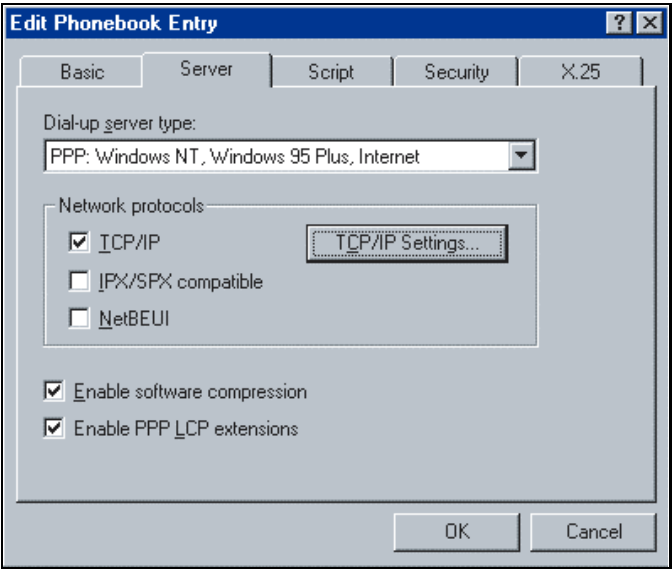 Edit Phonebook Entry
Basic Server Script Security X.25
Dial-up server type:
PPP: Windows NT, Windows 95 Plus, Internet
Network protocols
TCP/IP TCP/IP Settings...
IPX/SPX compatible
NetBEUI
Enable software compression
Enable PPP LCP extensions
OK Cancel